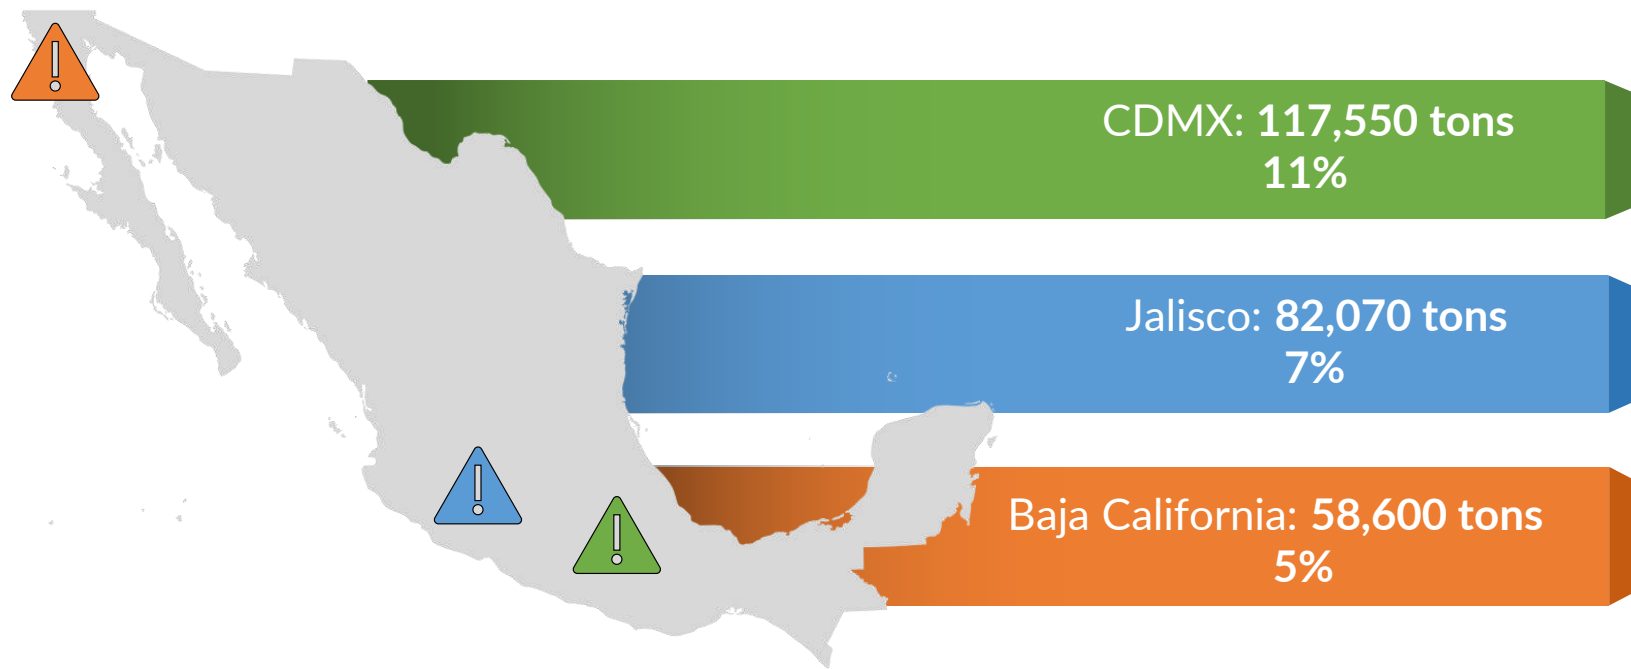 CDMX: 117,550 tons
11%
Jalisco: 82,070 tons
7%
Baja California: 58,600 tons
5%